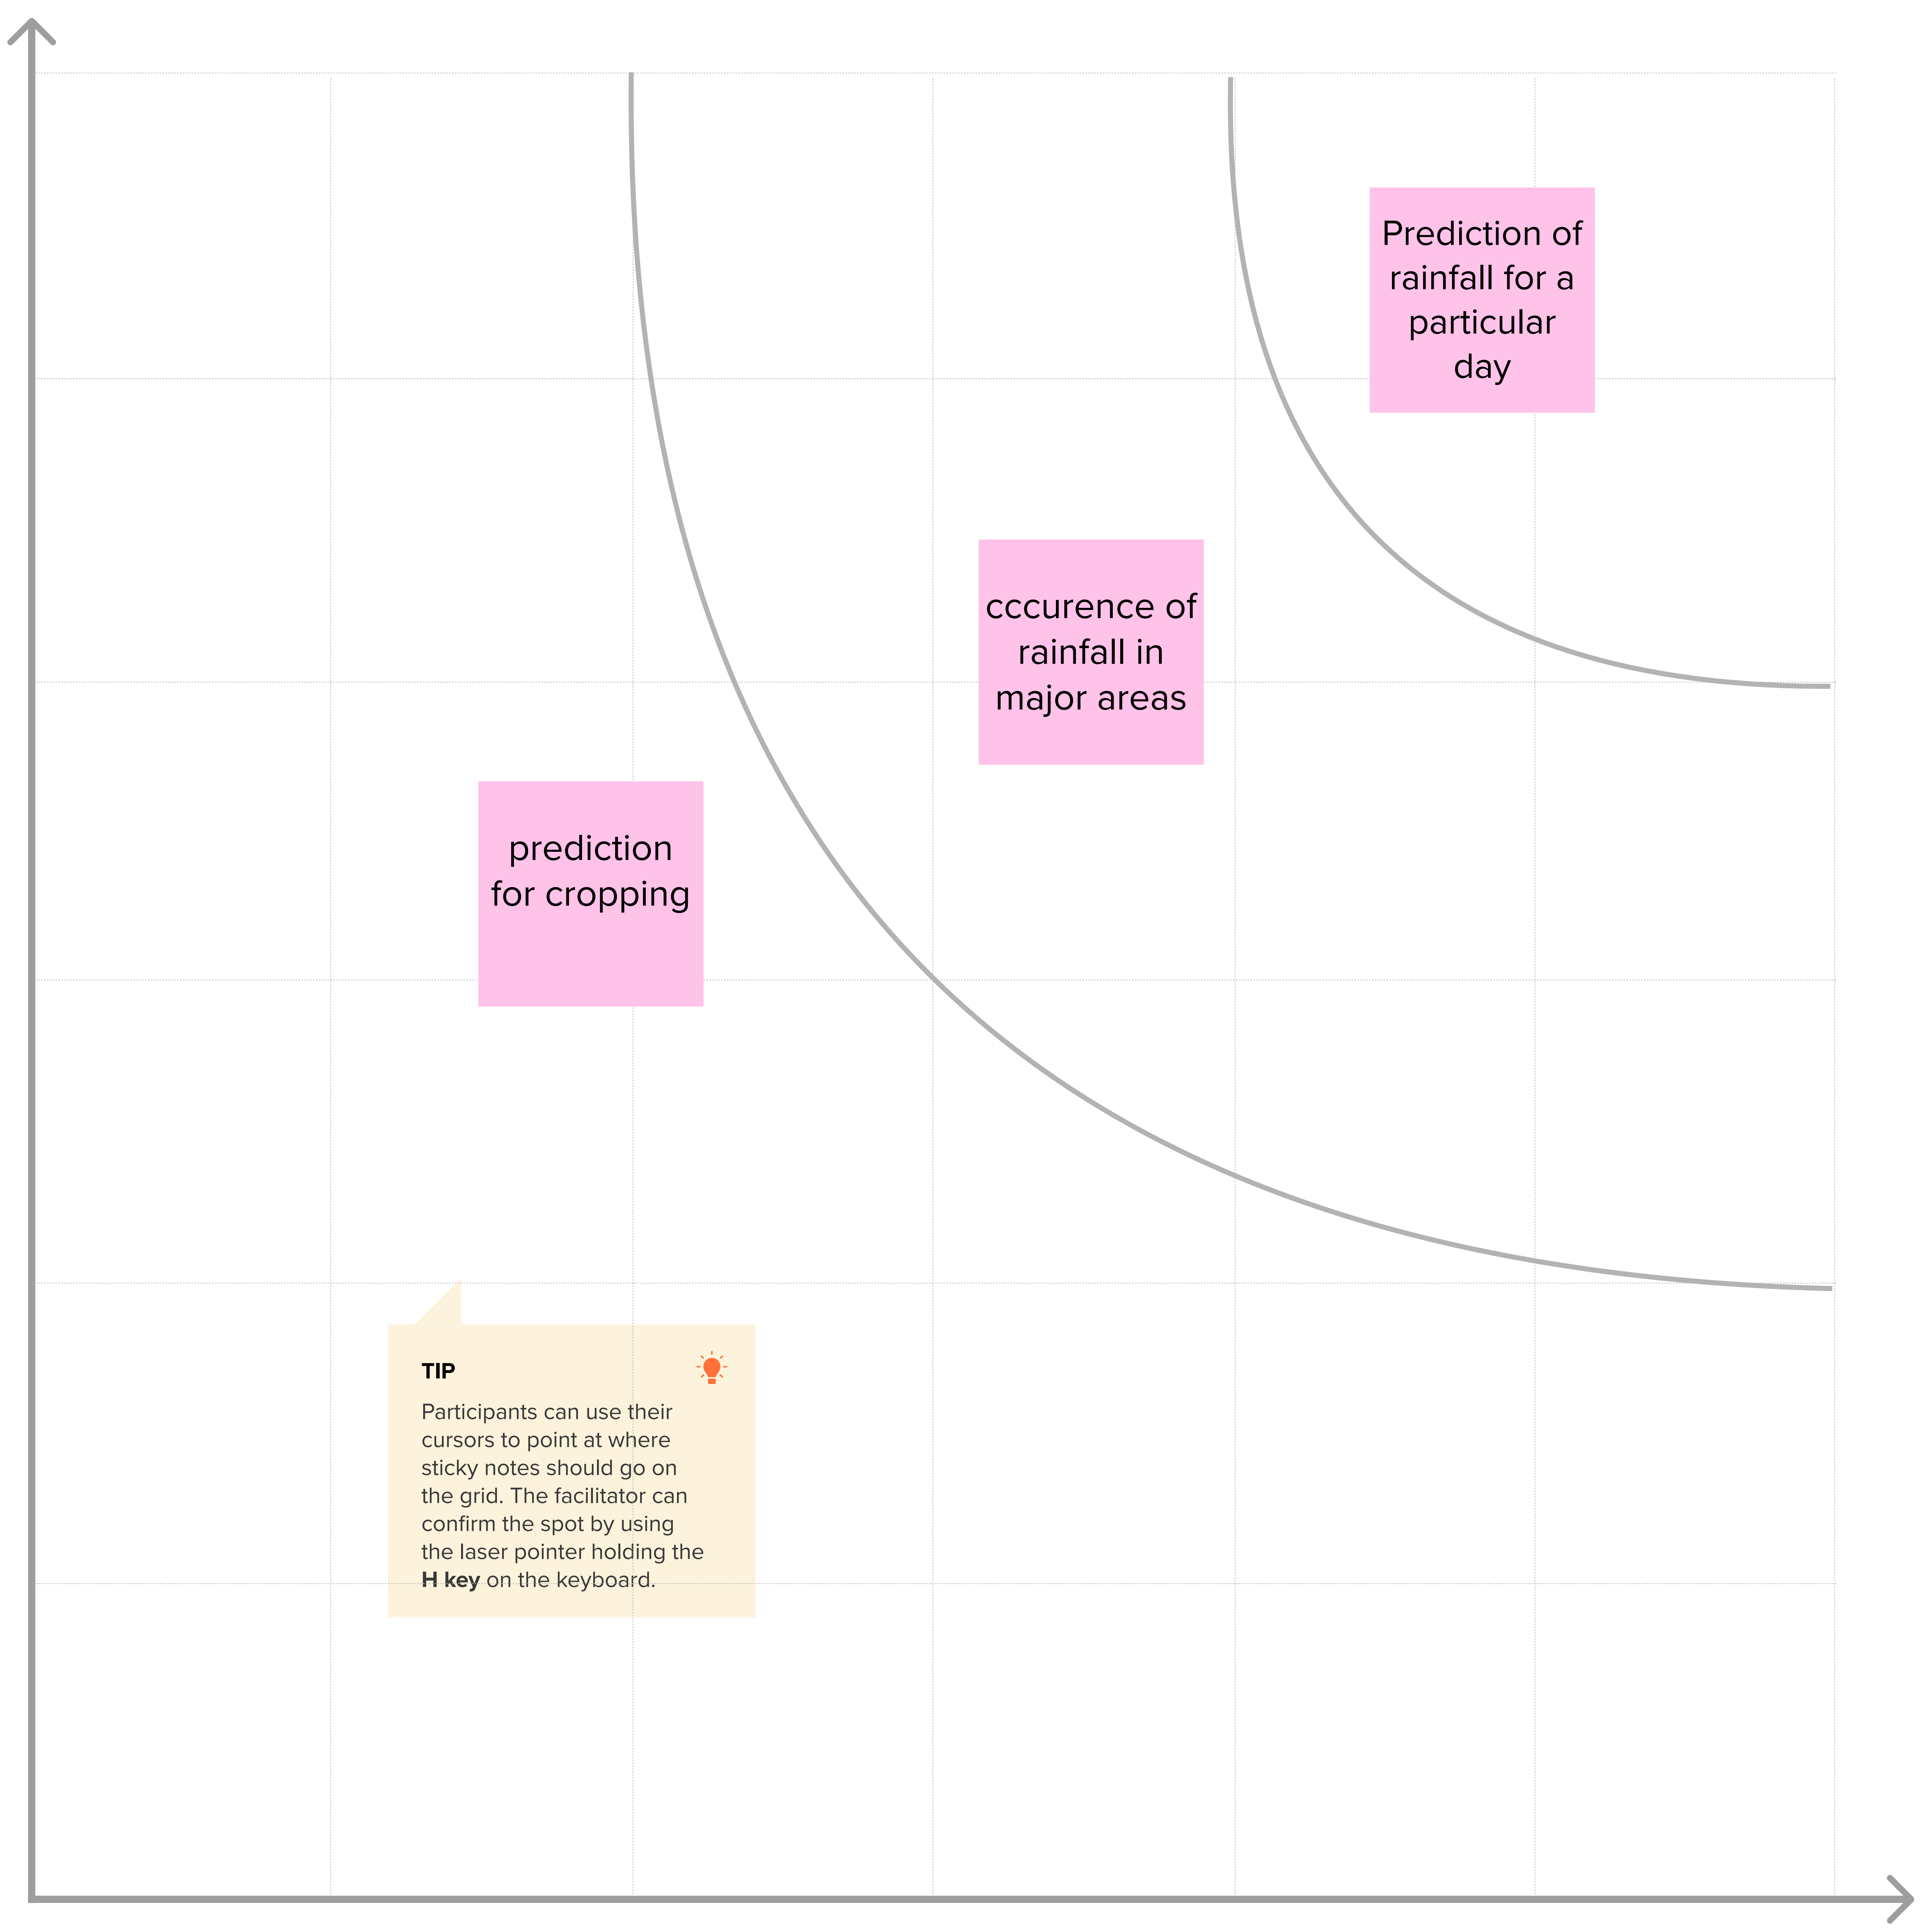 Prediction of
rainfall for a
particular
day
cccurence of
rainfall in
major areas
prediction
for cropping
TIP
Participants can use their
cursors to point at where
sticky notes should go on
the grid. The facilitator can
confirm the spot by using
the laser pointer holding the
H key on the keyboard.